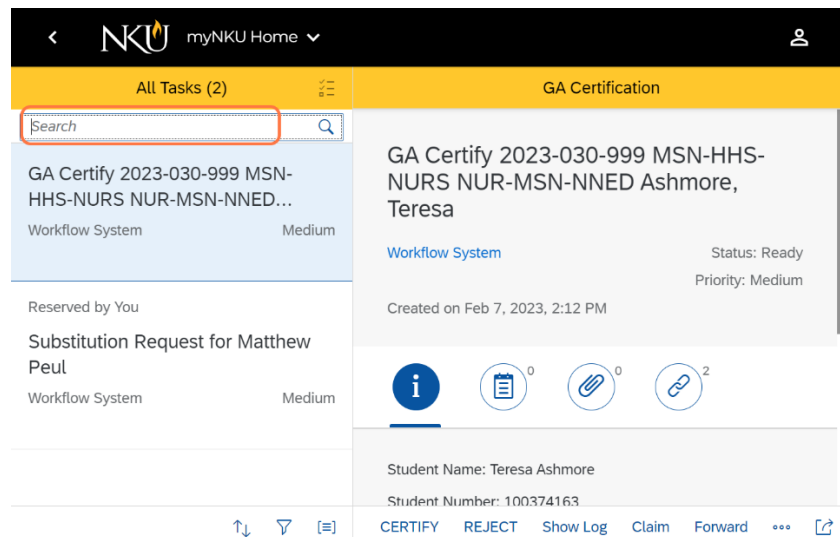 NKU myNKU Home
All Tasks (2)
Search
GA Certify 2023-030-999 MSN-
HHS-NURS NUR-MSN-NNED...
Workflow System Medium
Reserved by You
Substitution Request for Matthew
Peul
Workflow System Medium
GA Certification
GA Certify 2023-030-999 MSN-HHS-
NURS NUR-MSN-NNED Ashmore,
Teresa
Workflow System Status: Ready
Priority: Medium
Created on Feb 7, 2023, 2:12 PM
0 0 2
Student Name: Teresa Ashmore
Student Number: 100374163
CERTIFY REJECT Show Log Claim Forward